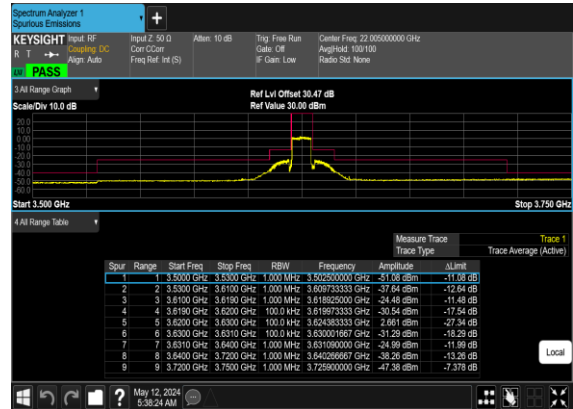 Spectrum Analyzer 1
Spurious Emissions
+
KEYSIGHT Input: RF Input Z: 50 Ω Atten: 10 dB Trig: Free Run Center Freq: 22.005000000 GHz
R T Coupling: DC Corr CCorr Gate: Off Avg|Hold: 100/100
Align: Auto Freq Ref: Int (S) IF Gain: Low Radio Std: None
PASS
3 All Range Graph
Ref Lvl Offset 30.47 dB
Scale/Div 10.0 dB Ref Value 30.00 dBm
20.0
10.0
0.00
-10.0
-20.0
-30.0
-40.0
-50.0
-60.0
Start 3.500 GHz Stop 3.750 GHz
4 All Range Table
Measure Trace Trace 1
Trace Type Trace Average (Active)
Spur Range Start Freq Stop Freq RBW Frequency Amplitude ΔLimit
1 1 3.5000 GHz 3.5300 GHz 1.000 MHz 3.502500000 GHz -51.08 dBm -11.08 dB
2 2 3.5300 GHz 3.6100 GHz 1.000 MHz 3.609733333 GHz -37.64 dBm -12.64 dB
3 3 3.6100 GHz 3.6190 GHz 1.000 MHz 3.618925000 GHz -24.48 dBm -11.48 dB
4 4 3.6190 GHz 3.6200 GHz 100.0 kHz 3.619973333 GHz -30.54 dBm -17.54 dB
5 5 3.6200 GHz 3.6300 GHz 100.0 kHz 3.624383333 GHz 2.661 dBm -27.34 dB
6 6 3.6300 GHz 3.6310 GHz 100.0 kHz 3.630001667 GHz -31.29 dBm -18.29 dB
7 7 3.6310 GHz 3.6400 GHz 1.000 MHz 3.631090000 GHz -24.99 dBm -11.99 dB
8 8 3.6400 GHz 3.7200 GHz 1.000 MHz 3.640266667 GHz -38.26 dBm -13.26 dB
9 9 3.7200 GHz 3.7500 GHz 1.000 MHz 3.725900000 GHz -47.38 dBm -7.378 dB
Local
?
May 12, 2024
5:38:24 AM